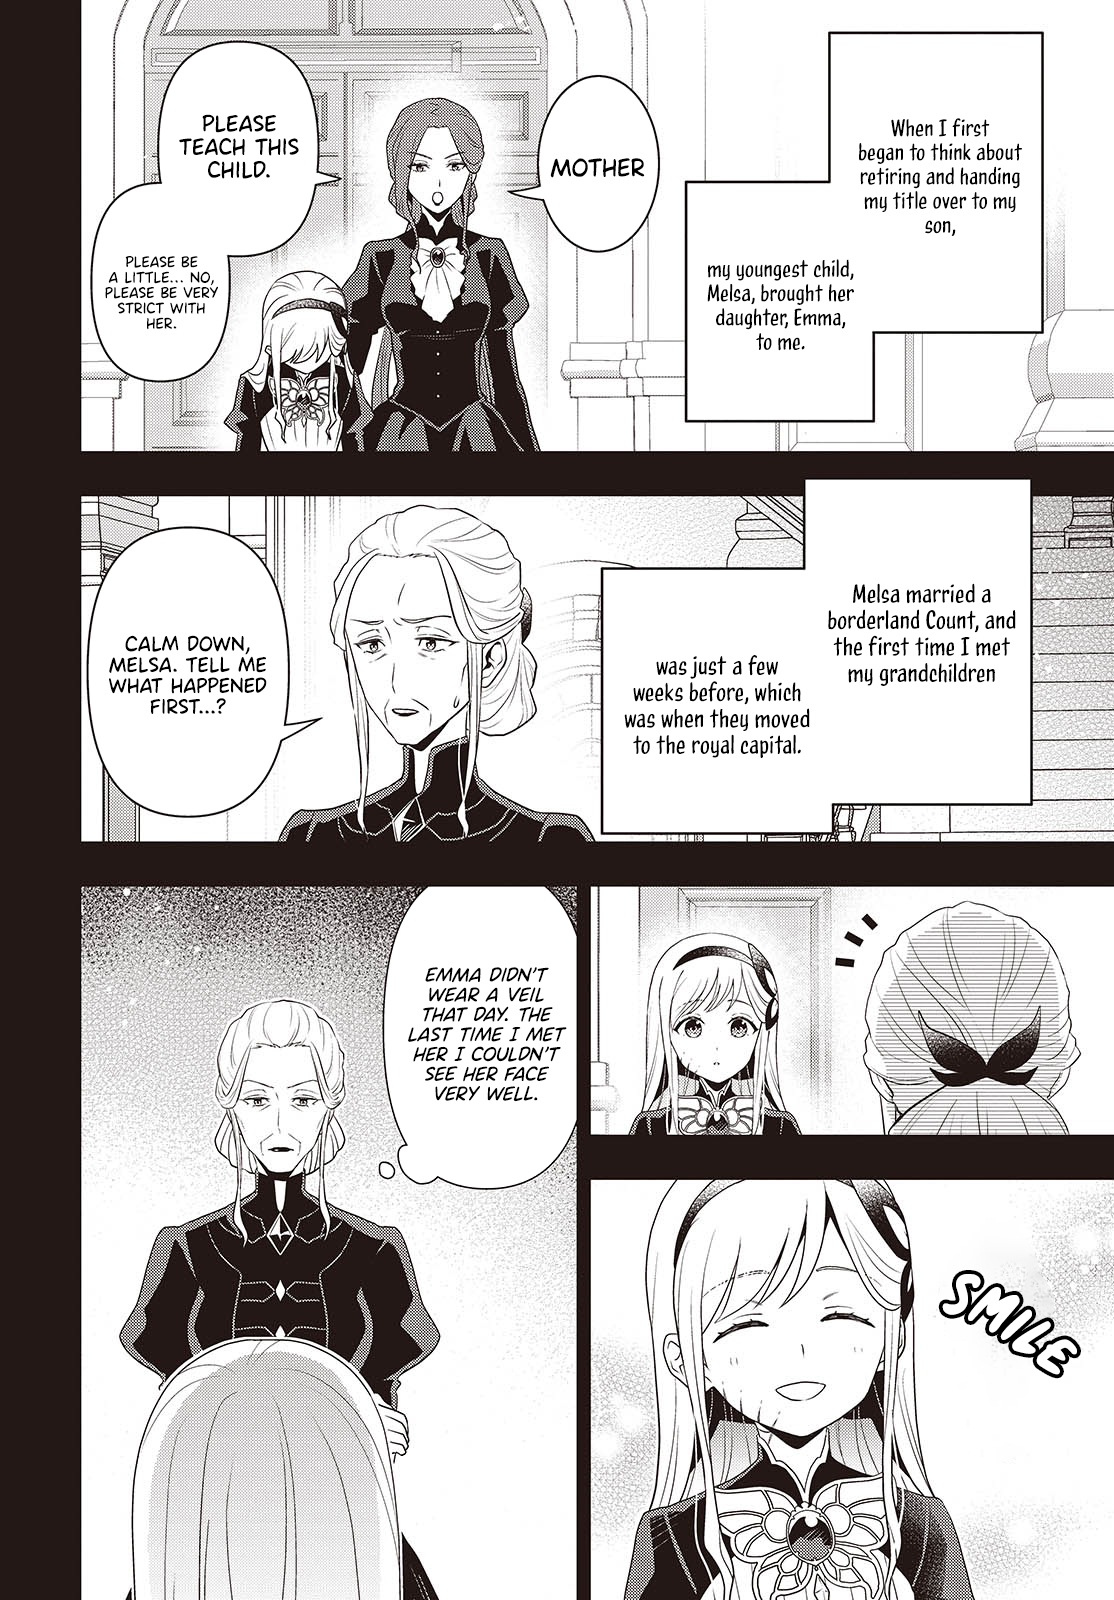 When I first
began to think about
retiring and handing
my title over to my
son,
my youngest child,
Melsa, brought her
daughter, Emma,
to me.
MOTHER
PLEASE
TEACH THIS
CHILD.
PLEASE BE
A LITTLE... NO,
PLEASE BE VERY
STRICT WITH
HER.
Melsa married a
borderland Count, and
the first time I met
my grandchildren
was just a few
weeks before, which
was when they moved
to the royal capital.
CALM DOWN,
MELSA. TELL ME
WHAT HAPPENED
FIRST...?
SMILE
EMMA DIDN'T
WEAR A VEIL
THAT DAY. THE
LAST TIME I MET
HER I COULDN'T
SEE HER FACE
VERY WELL.